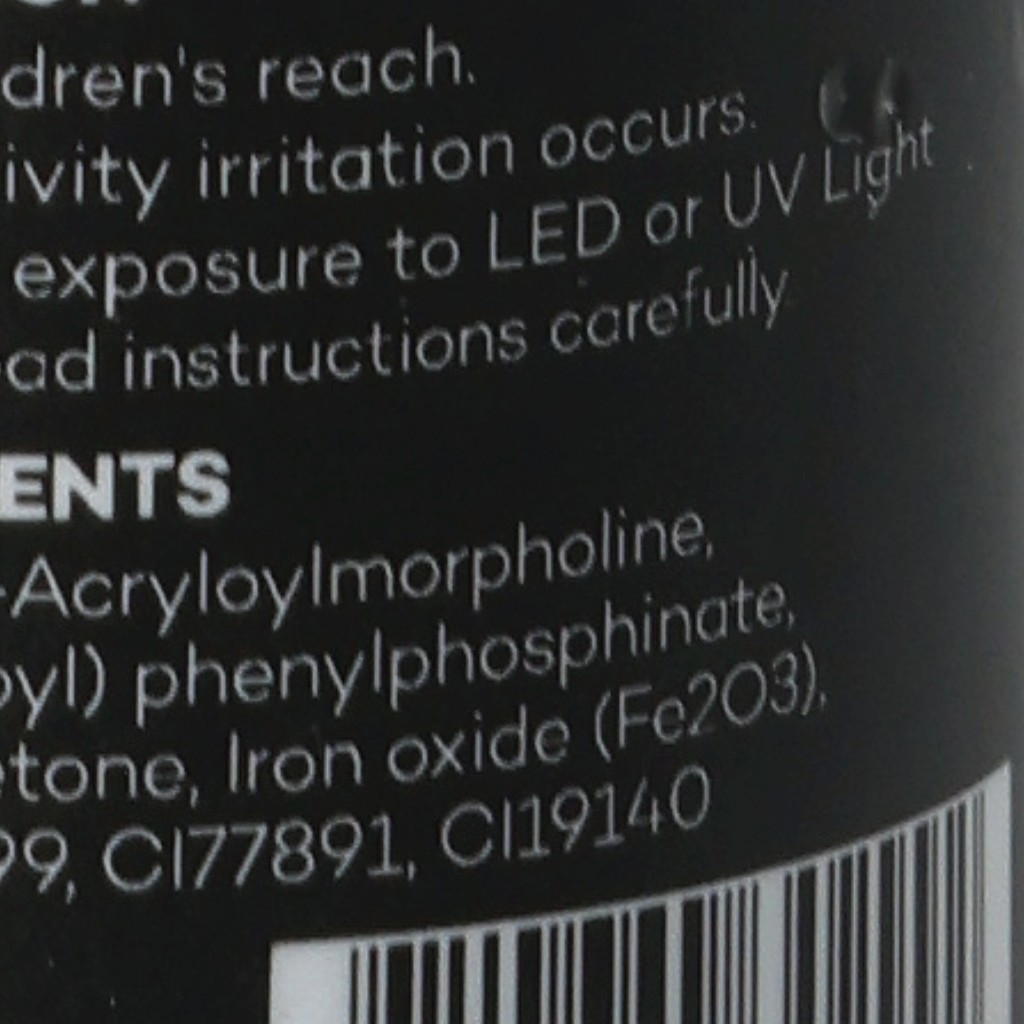 dren's reach.
ivity irritation occurs.
exposure to LED or UV Light
ad instructions carefully
ENTS
-Acryloylmorpholine,
oyl) phenylphosphinate,
etone, Iron oxide (Fe2O3),
99, CI77891, CI19140